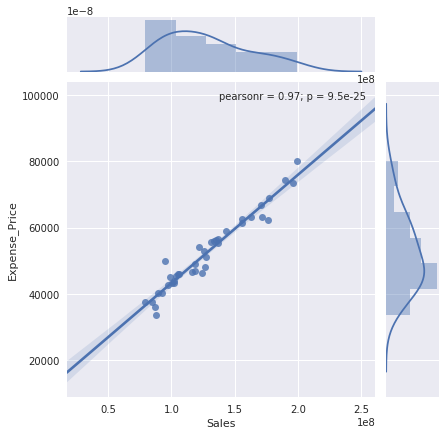 1e−8
1e8
pearsonr = 0.97; p = 9.5e-25
100000
80000
60000
40000
20000
Expense_Price
0.5 1.0 1.5 2.0 2.5
1e8
Sales